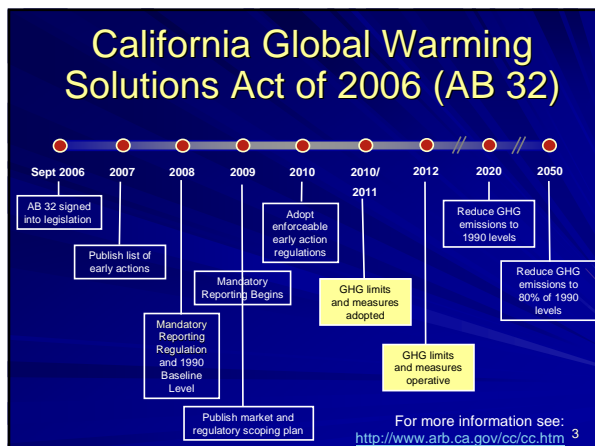 California Global Warming
Solutions Act of 2006 (AB 32)
Sept 2006
2007
2008
2009
2010
2010/
2011
2012
2020
2050
AB 32 signed
into legislation
Publish list of
early actions
Mandatory
Reporting
Regulation
and 1990
Baseline
Level
Mandatory
Reporting Begins
Publish market and
regulatory scoping plan
Adopt
enforceable
early action
regulations
GHG limits
and measures
adopted
GHG limits
and measures
operative
Reduce GHG
emissions to
1990 levels
Reduce GHG
emissions to
80% of 1990
levels
For more information see:
http://www.arb.ca.gov/cc/cc.htm
3